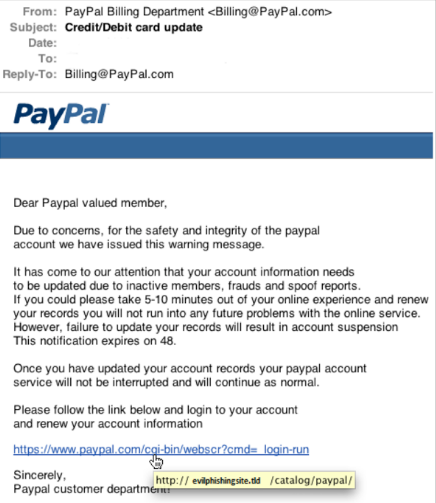 From: PayPal Billing Department <Billing@PayPal.com>
Subject: Credit/Debit card update
Date:
To:
Reply-To: Billing@PayPal.com
PayPal
Dear Paypal valued member,
Due to concerns, for the safety and integrity of the paypal
account we have issued this warning message.
It has come to our attention that your account information needs
to be updated due to inactive members, frauds and spoof reports.
If you could please take 5-10 minutes out of your online experience and renew
your records you will not run into any future problems with the online service.
However, failure to update your records will result in account suspension
This notification expires on 48.
Once you have updated your account records your paypal account
service will not be interrupted and will continue as normal.
Please follow the link below and login to your account
and renew your account information
https://www.paypal.com/cgi-bin/webscr?cmd=_login-run
http:// evilphishingsite.tld /catalog/paypal/
Sincerely,
Paypal customer department!